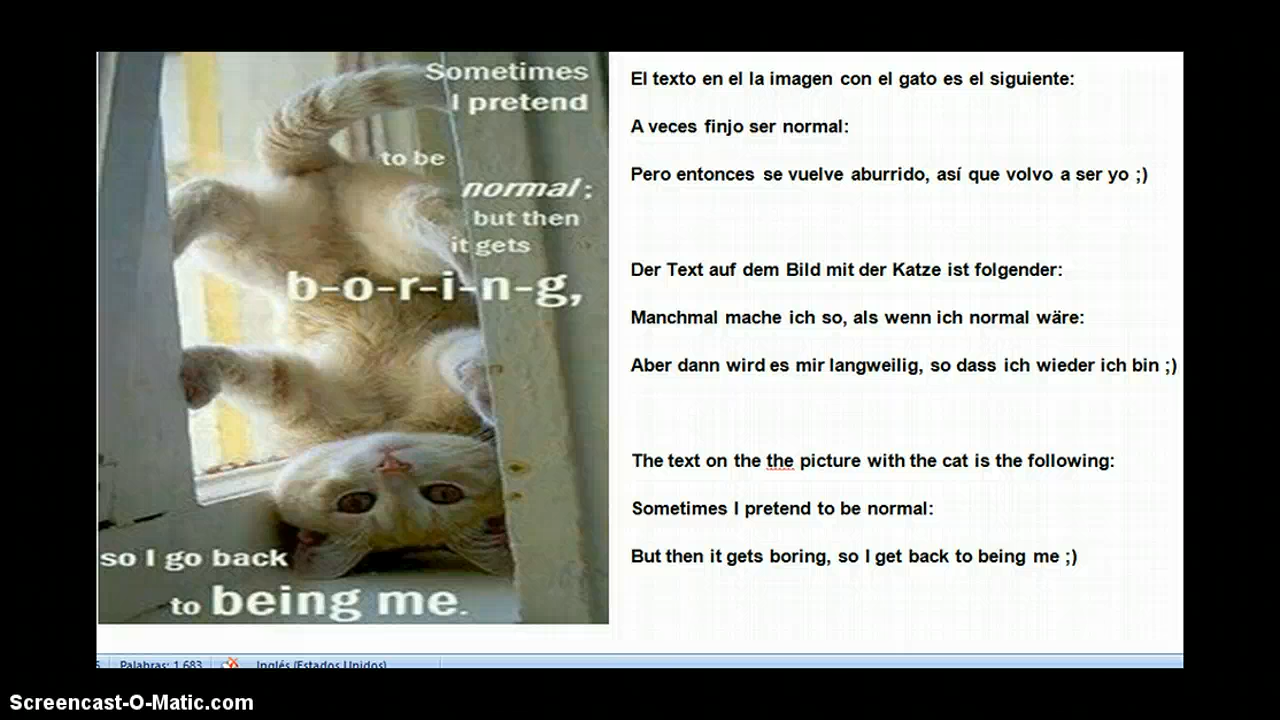 Sometimes
I pretend
to be
normal;
but then
it gets
b-o-r-i-n-g,
so I go back
to being me.
El texto en el la imagen con el gato es el siguiente:
A veces finjo ser normal:
Pero entonces se vuelve aburrido, así que volvo a ser yo ;)
Der Text auf dem Bild mit der Katze ist folgender:
Manchmal mache ich so, als wenn ich normal wäre:
Aber dann wird es mir langweilig, so dass ich wieder ich bin ;)
The text on the the picture with the cat is the following:
Sometimes I pretend to be normal:
But then it gets boring, so I get back to being me ;)
Palabras: 1.683 Inglés (Estados Unidos)
Screencast-O-Matic.com